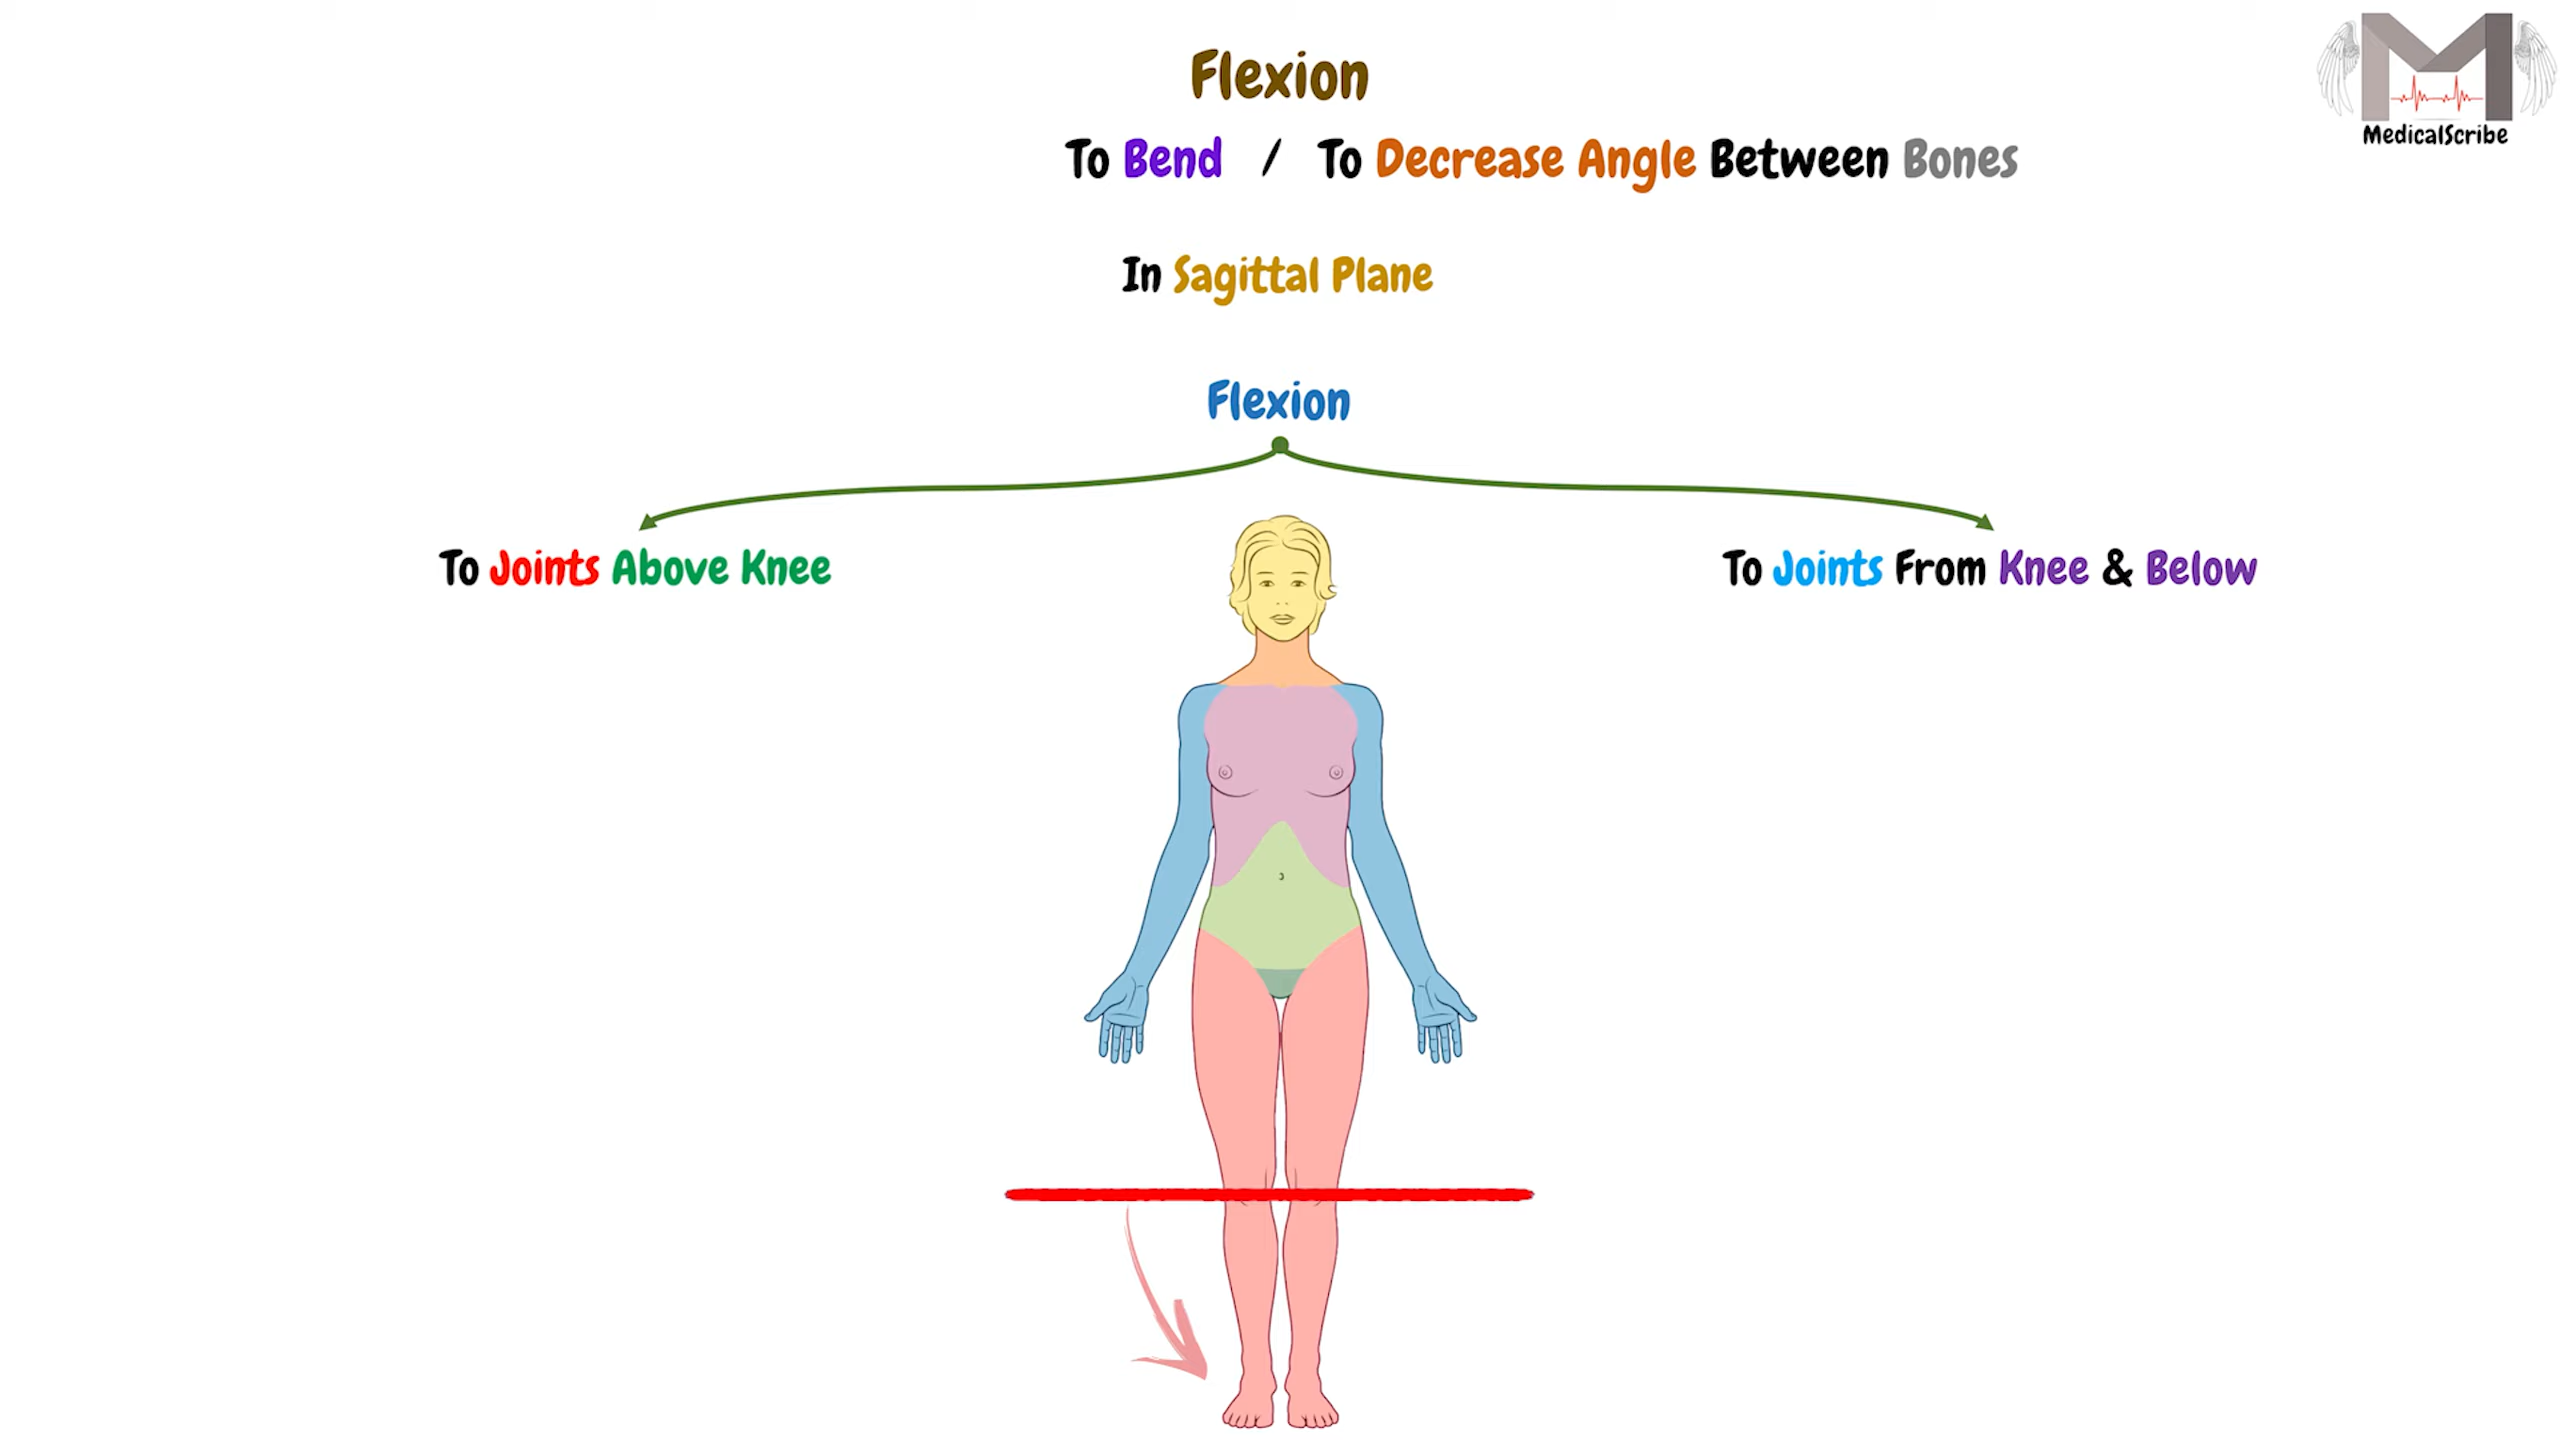 Flexion
To Bend / To Decrease Angle Between Bones
In Sagittal Plane
Flexion
To Joints Above Knee
To Joints From Knee & Below
MedicalScribe